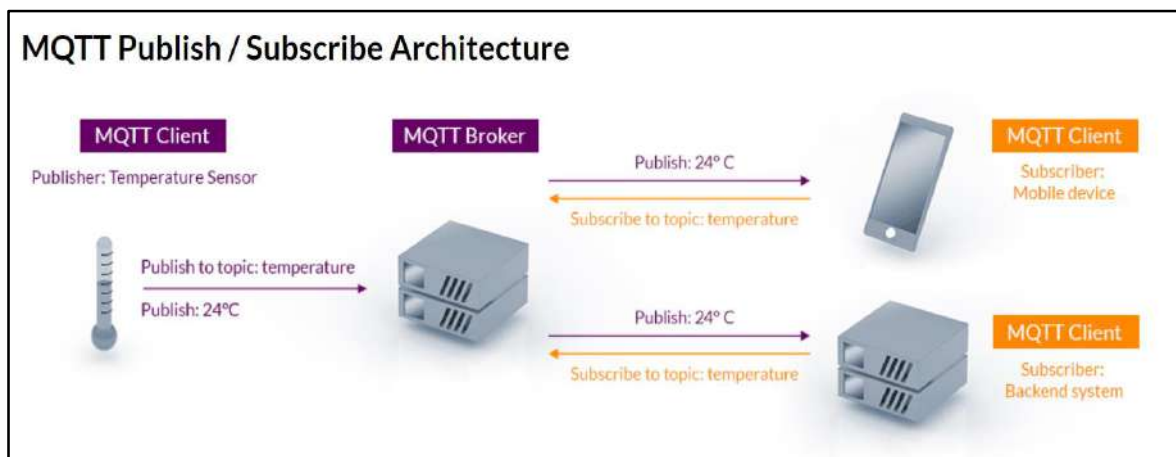 MQTT Publish / Subscribe Architecture
MQTT Client
Publisher: Temperature Sensor
Publish to topic: temperature
Publish: 24°C
MQTT Broker
Publish: 24° C
Subscribe to topic: temperature
MQTT Client
Subscriber:
Mobile device
Publish: 24° C
Subscribe to topic: temperature
MQTT Client
Subscriber:
Backend system